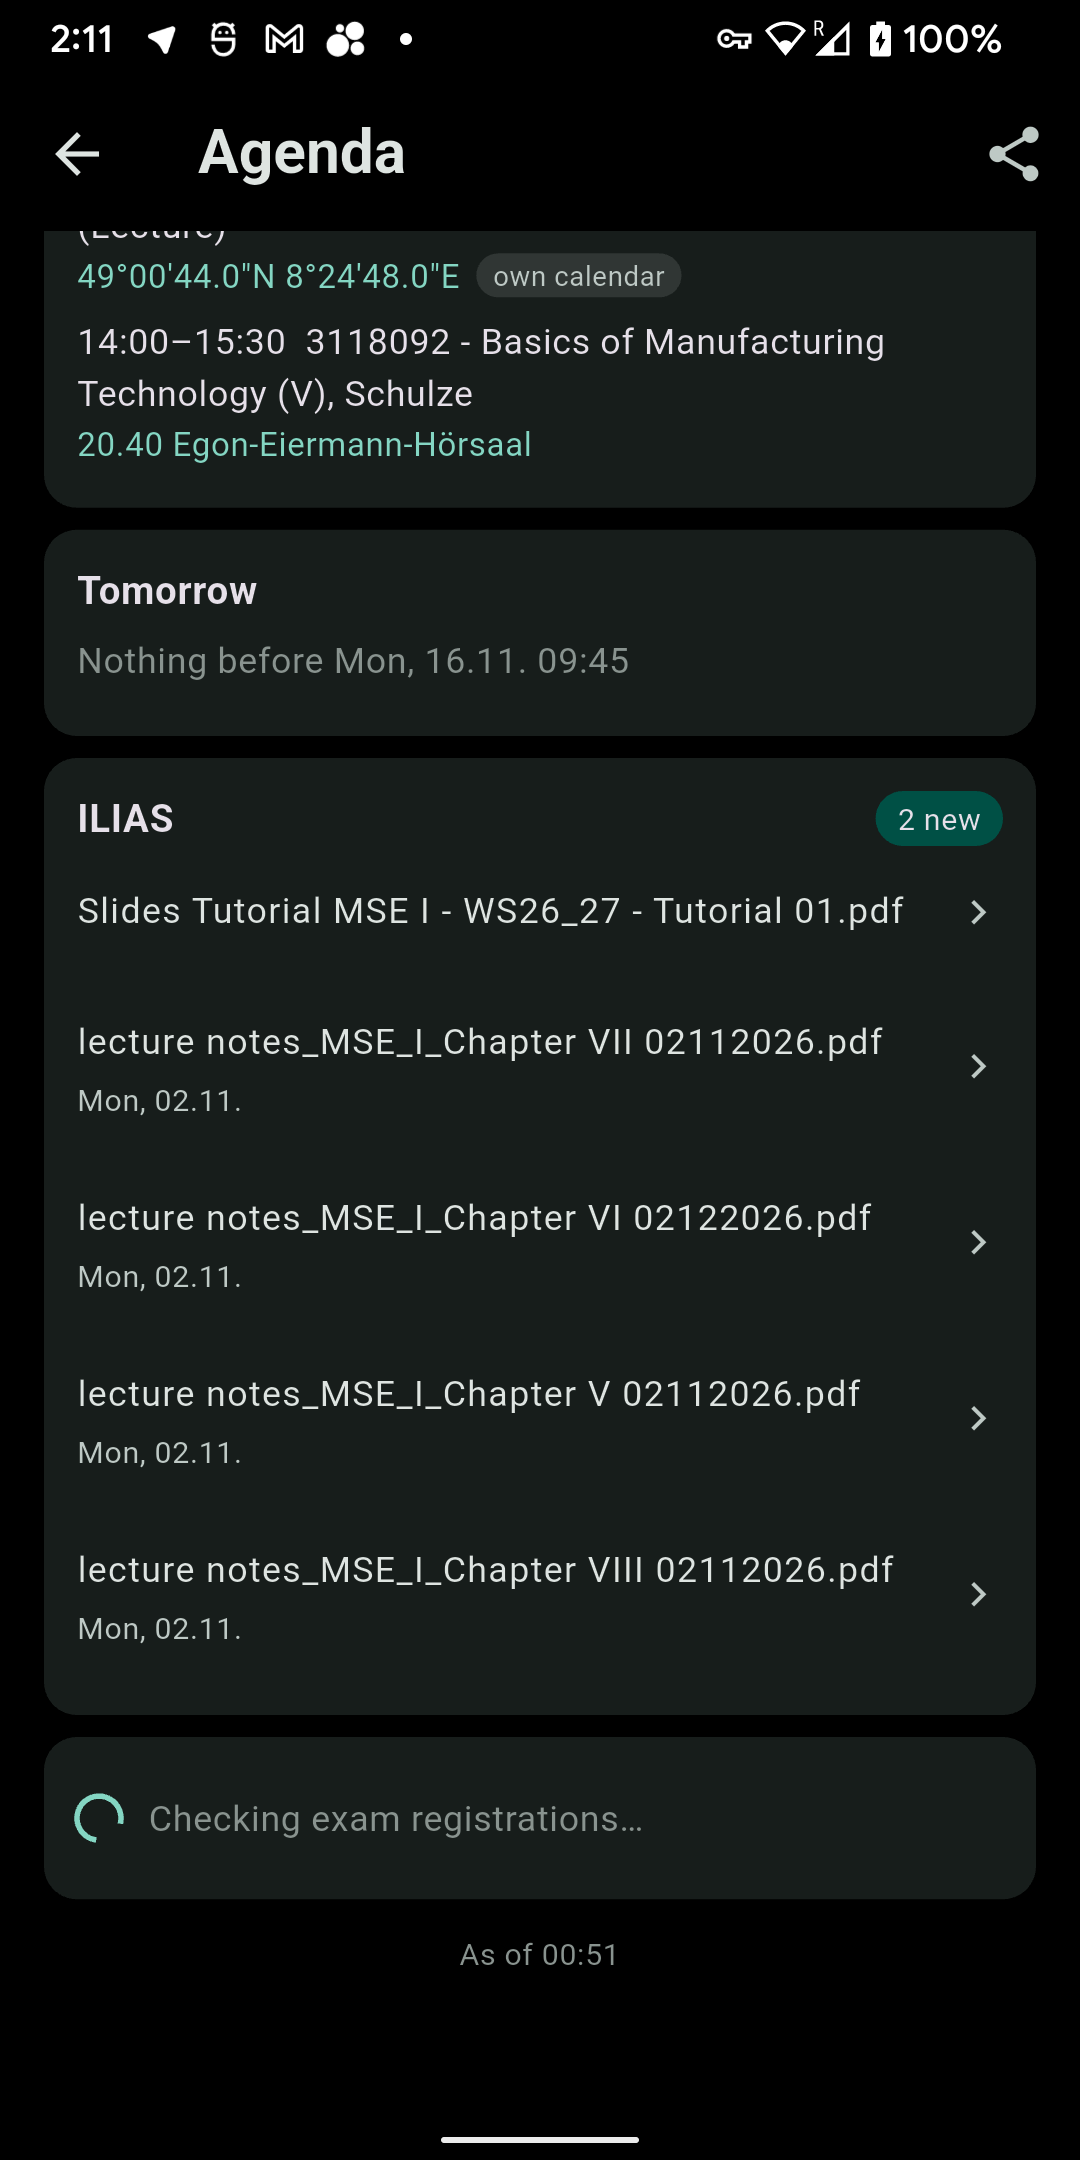 2:11
R
100%
Agenda
(Lecture)
49°00'44.0"N 8°24'48.0"E own calendar
14:00–15:30 3118092 - Basics of Manufacturing
Technology (V), Schulze
20.40 Egon-Eiermann-Hörsaal
Tomorrow
Nothing before Mon, 16.11. 09:45
ILIAS
2 new
Slides Tutorial MSE I - WS26_27 - Tutorial 01.pdf
lecture notes_MSE_I_Chapter VII 02112026.pdf
Mon, 02.11.
lecture notes_MSE_I_Chapter VI 02122026.pdf
Mon, 02.11.
lecture notes_MSE_I_Chapter V 02112026.pdf
Mon, 02.11.
lecture notes_MSE_I_Chapter VIII 02112026.pdf
Mon, 02.11.
Checking exam registrations…
As of 00:51